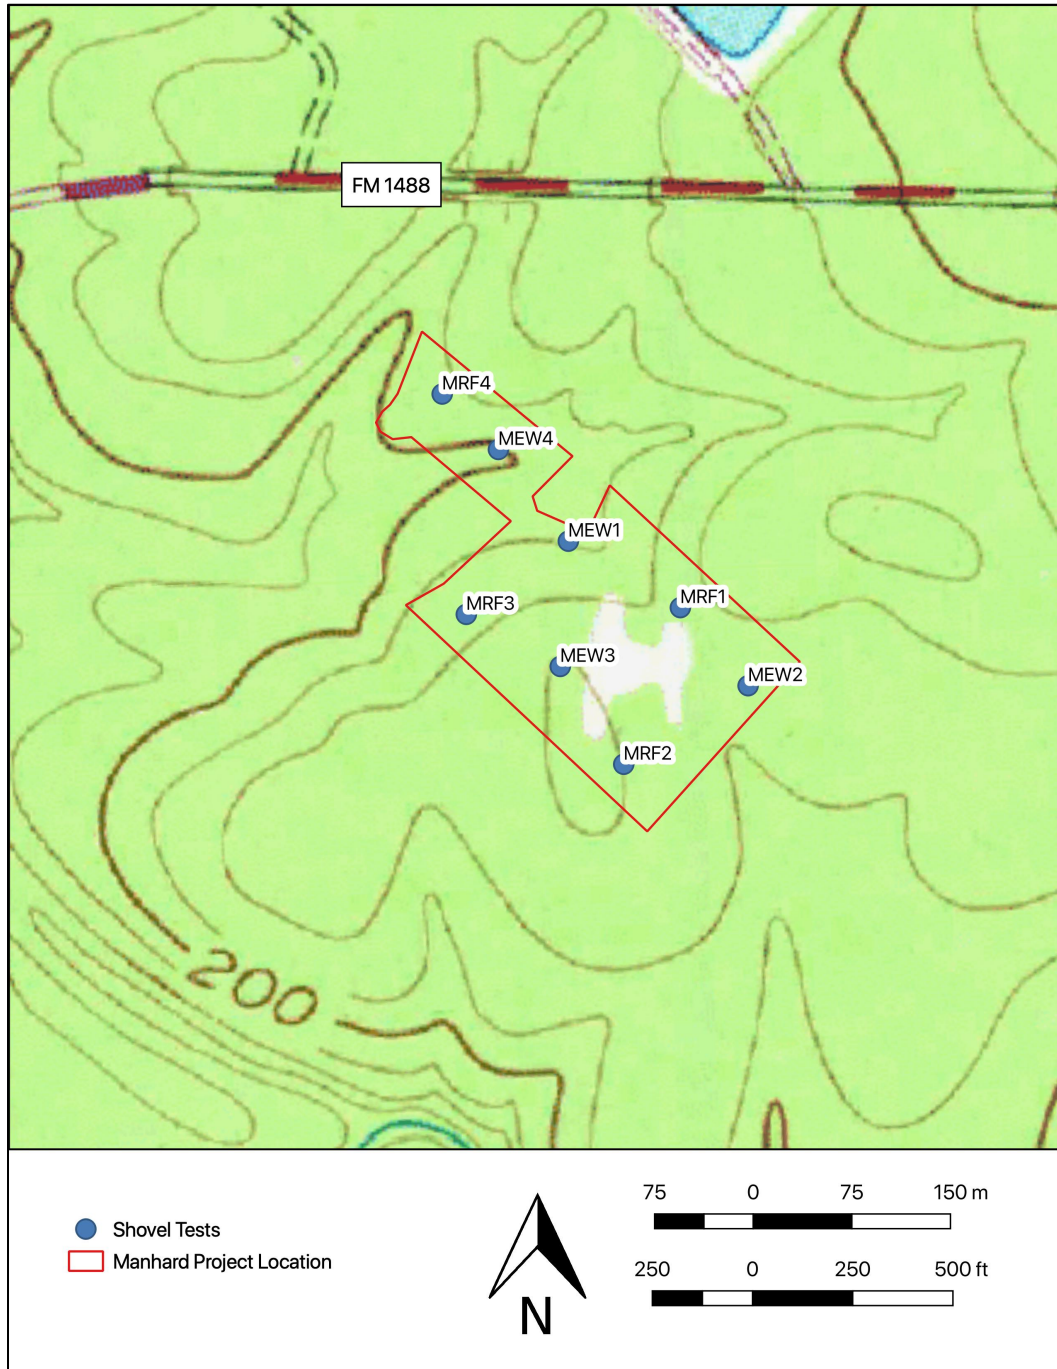 FM 1488
MRF4
MEW4
MEW1
MRF1
MRF3
MEW3
MEW2
MRF2
200
Shovel Tests
Manhard Project Location
N
75 0 75 150 m
250 0 250 500 ft